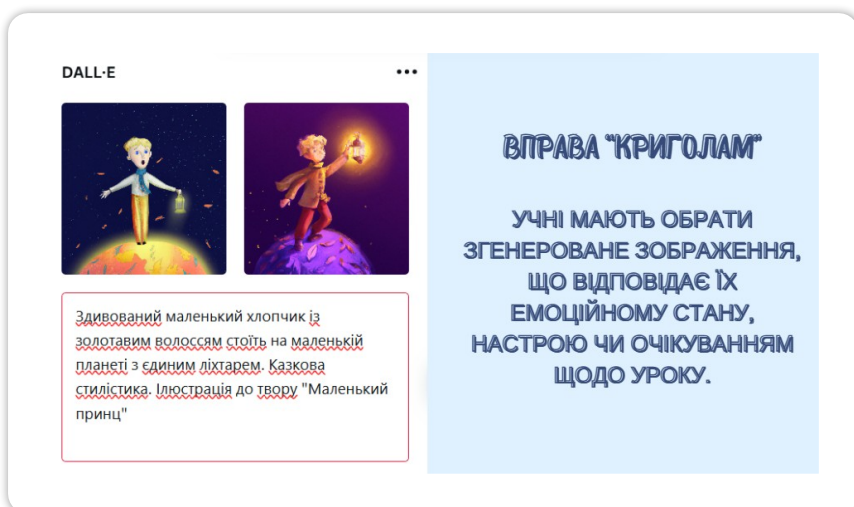 DALL·E
Здивований маленький хлопчик із
золотавим волоссям стоїть на маленькій
планеті з єдиним ліхтарем. Казкова
стилістика. Ілюстрація до твору "Маленький
принц"
ВПРАВА "КРИГОЛАМ"
УЧНІ МАЮТЬ ОБРАТИ
ЗГЕНЕРОВАНЕ ЗОБРАЖЕННЯ,
ЩО ВІДПОВІДАЄ ЇХ
ЕМОЦІЙНОМУ СТАНУ,
НАСТРОЮ ЧИ ОЧІКУВАННЯМ
ЩОДО УРОКУ.